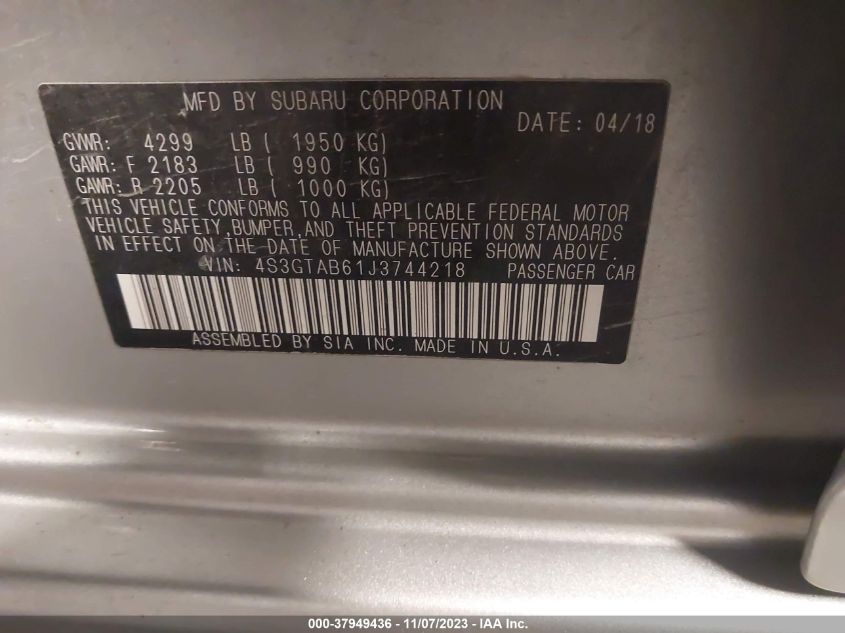 MFD BY SUBARU CORPORATION
DATE: 04/18
GVWR: 4299 LB ( 1950 KG)
GAWR: F 2183 LB ( 990 KG)
GAWR: R 2205 LB ( 1000 KG)
THIS VEHICLE CONFORMS TO ALL APPLICABLE FEDERAL MOTOR
VEHICLE SAFETY,BUMPER,AND THEFT PREVENTION STANDARDS
IN EFFECT ON THE DATE OF MANUFACTURE SHOWN ABOVE.
VIN: 4S3GTAB61J3744218 PASSENGER CAR
ASSEMBLED BY SIA INC. MADE IN U.S.A.
000-37949436 - 11/07/2023 - IAA Inc.